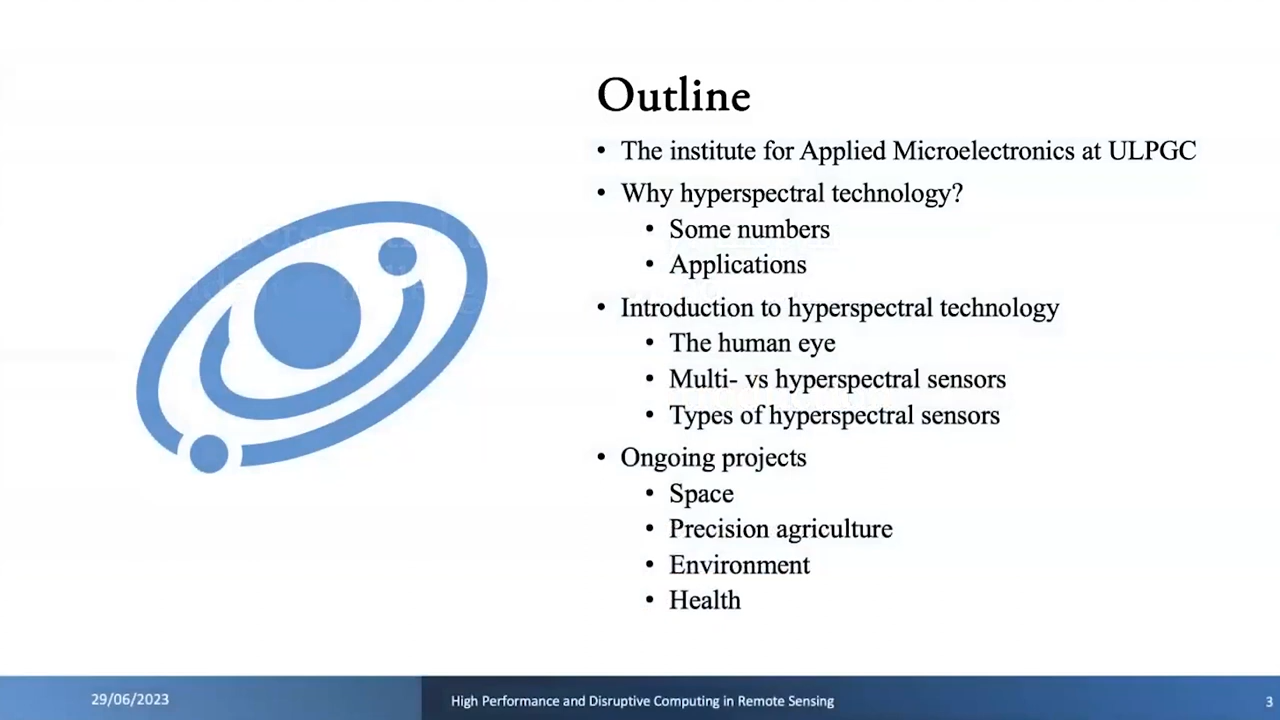 Outline
• The institute for Applied Microelectronics at ULPGC
• Why hyperspectral technology?
• Some numbers
• Applications
• Introduction to hyperspectral technology
• The human eye
• Multi- vs hyperspectral sensors
• Types of hyperspectral sensors
• Ongoing projects
• Space
• Precision agriculture
• Environment
• Health
29/06/2023
High Performance and Disruptive Computing in Remote Sensing
3